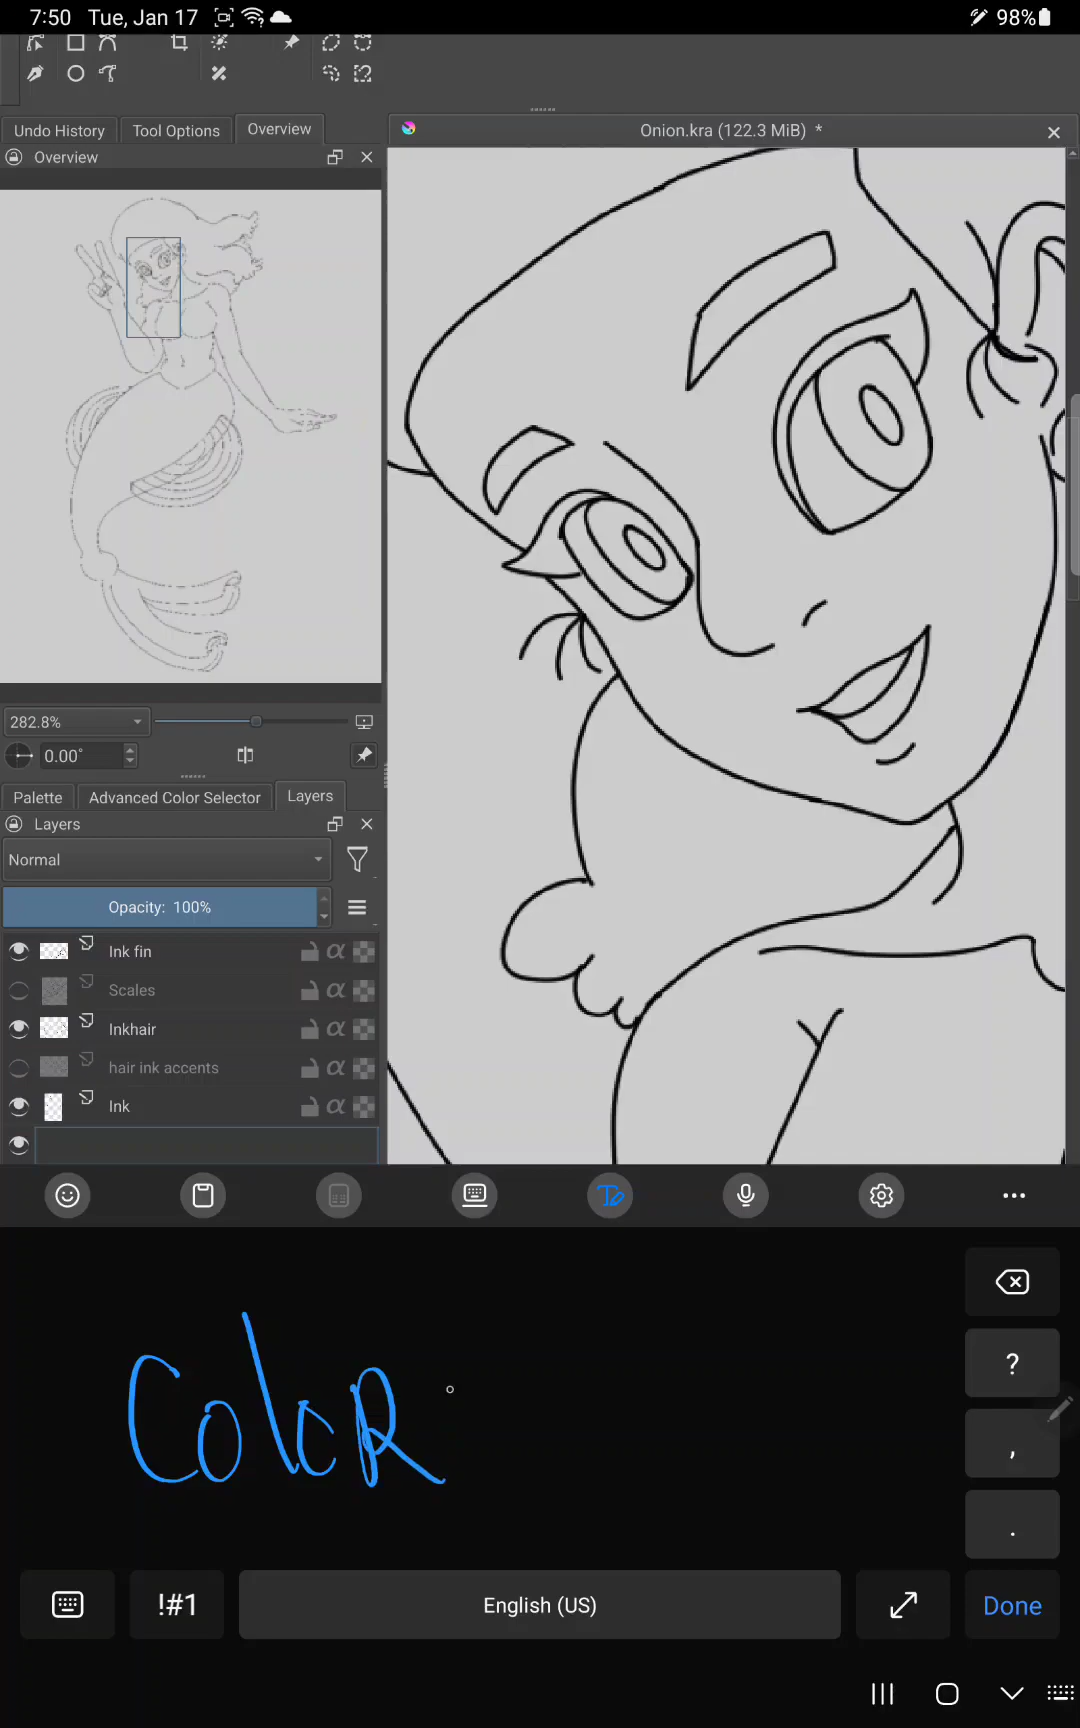 7:50 Tue, Jan 17 98%
Undo History Tool Options Overview
Onion.kra (122.3 MiB) *
Overview
282.8%
0.00°
Palette Advanced Color Selector Layers
Layers
Normal
Opacity: 100%
Ink fin α
Scales α
Inkhair α
hair ink accents α
Ink α
ColoR
?
,
.
!#1 English (US) Done